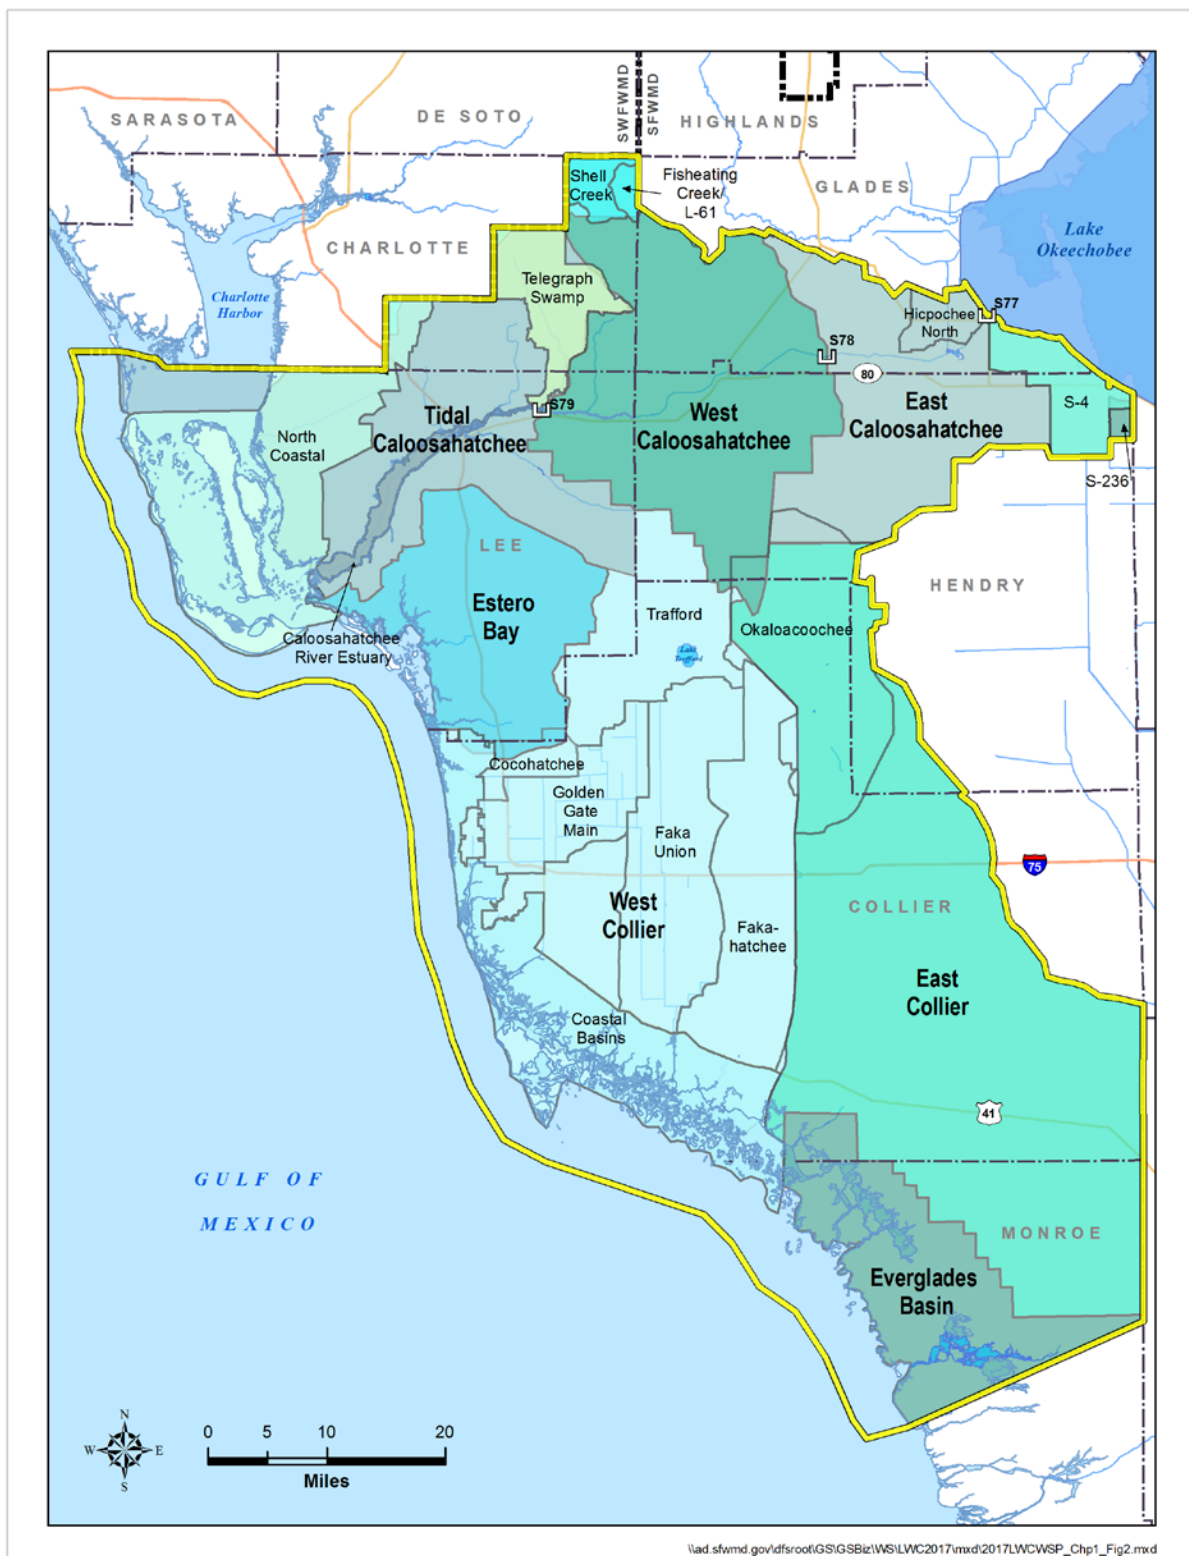 SARASOTA
DE SOTO
SWFWMD
SFWMD
HIGHLANDS
Shell
Creek
Fisheating
Creek/
L-61
GLADES
CHARLOTTE
Lake
Okeechobee
Charlotte
Harbor
Telegraph
Swamp
Hicpochee
North
S77
S78
80
S79
Tidal
Caloosahatchee
West
Caloosahatchee
East
Caloosahatchee
S-4
North
Coastal
S-236
LEE
HENDRY
Estero
Bay
Trafford
Okaloacoochee
Caloosahatchee
River Estuary
Lake
Trafford
Cocohatchee
Golden
Gate
Main
Faka
Union
75
West
Collier
COLLIER
Faka-
hatchee
East
Collier
Coastal
Basins
41
GULF OF
MEXICO
MONROE
Everglades
Basin
N
W
E
S
0 5 10 20
Miles
\\ad.sfwmd.gov\dfsroot\GS\GSBiz\WS\LWC2017\mxd\2017LWCWSP_Chp1_Fig2.mxd